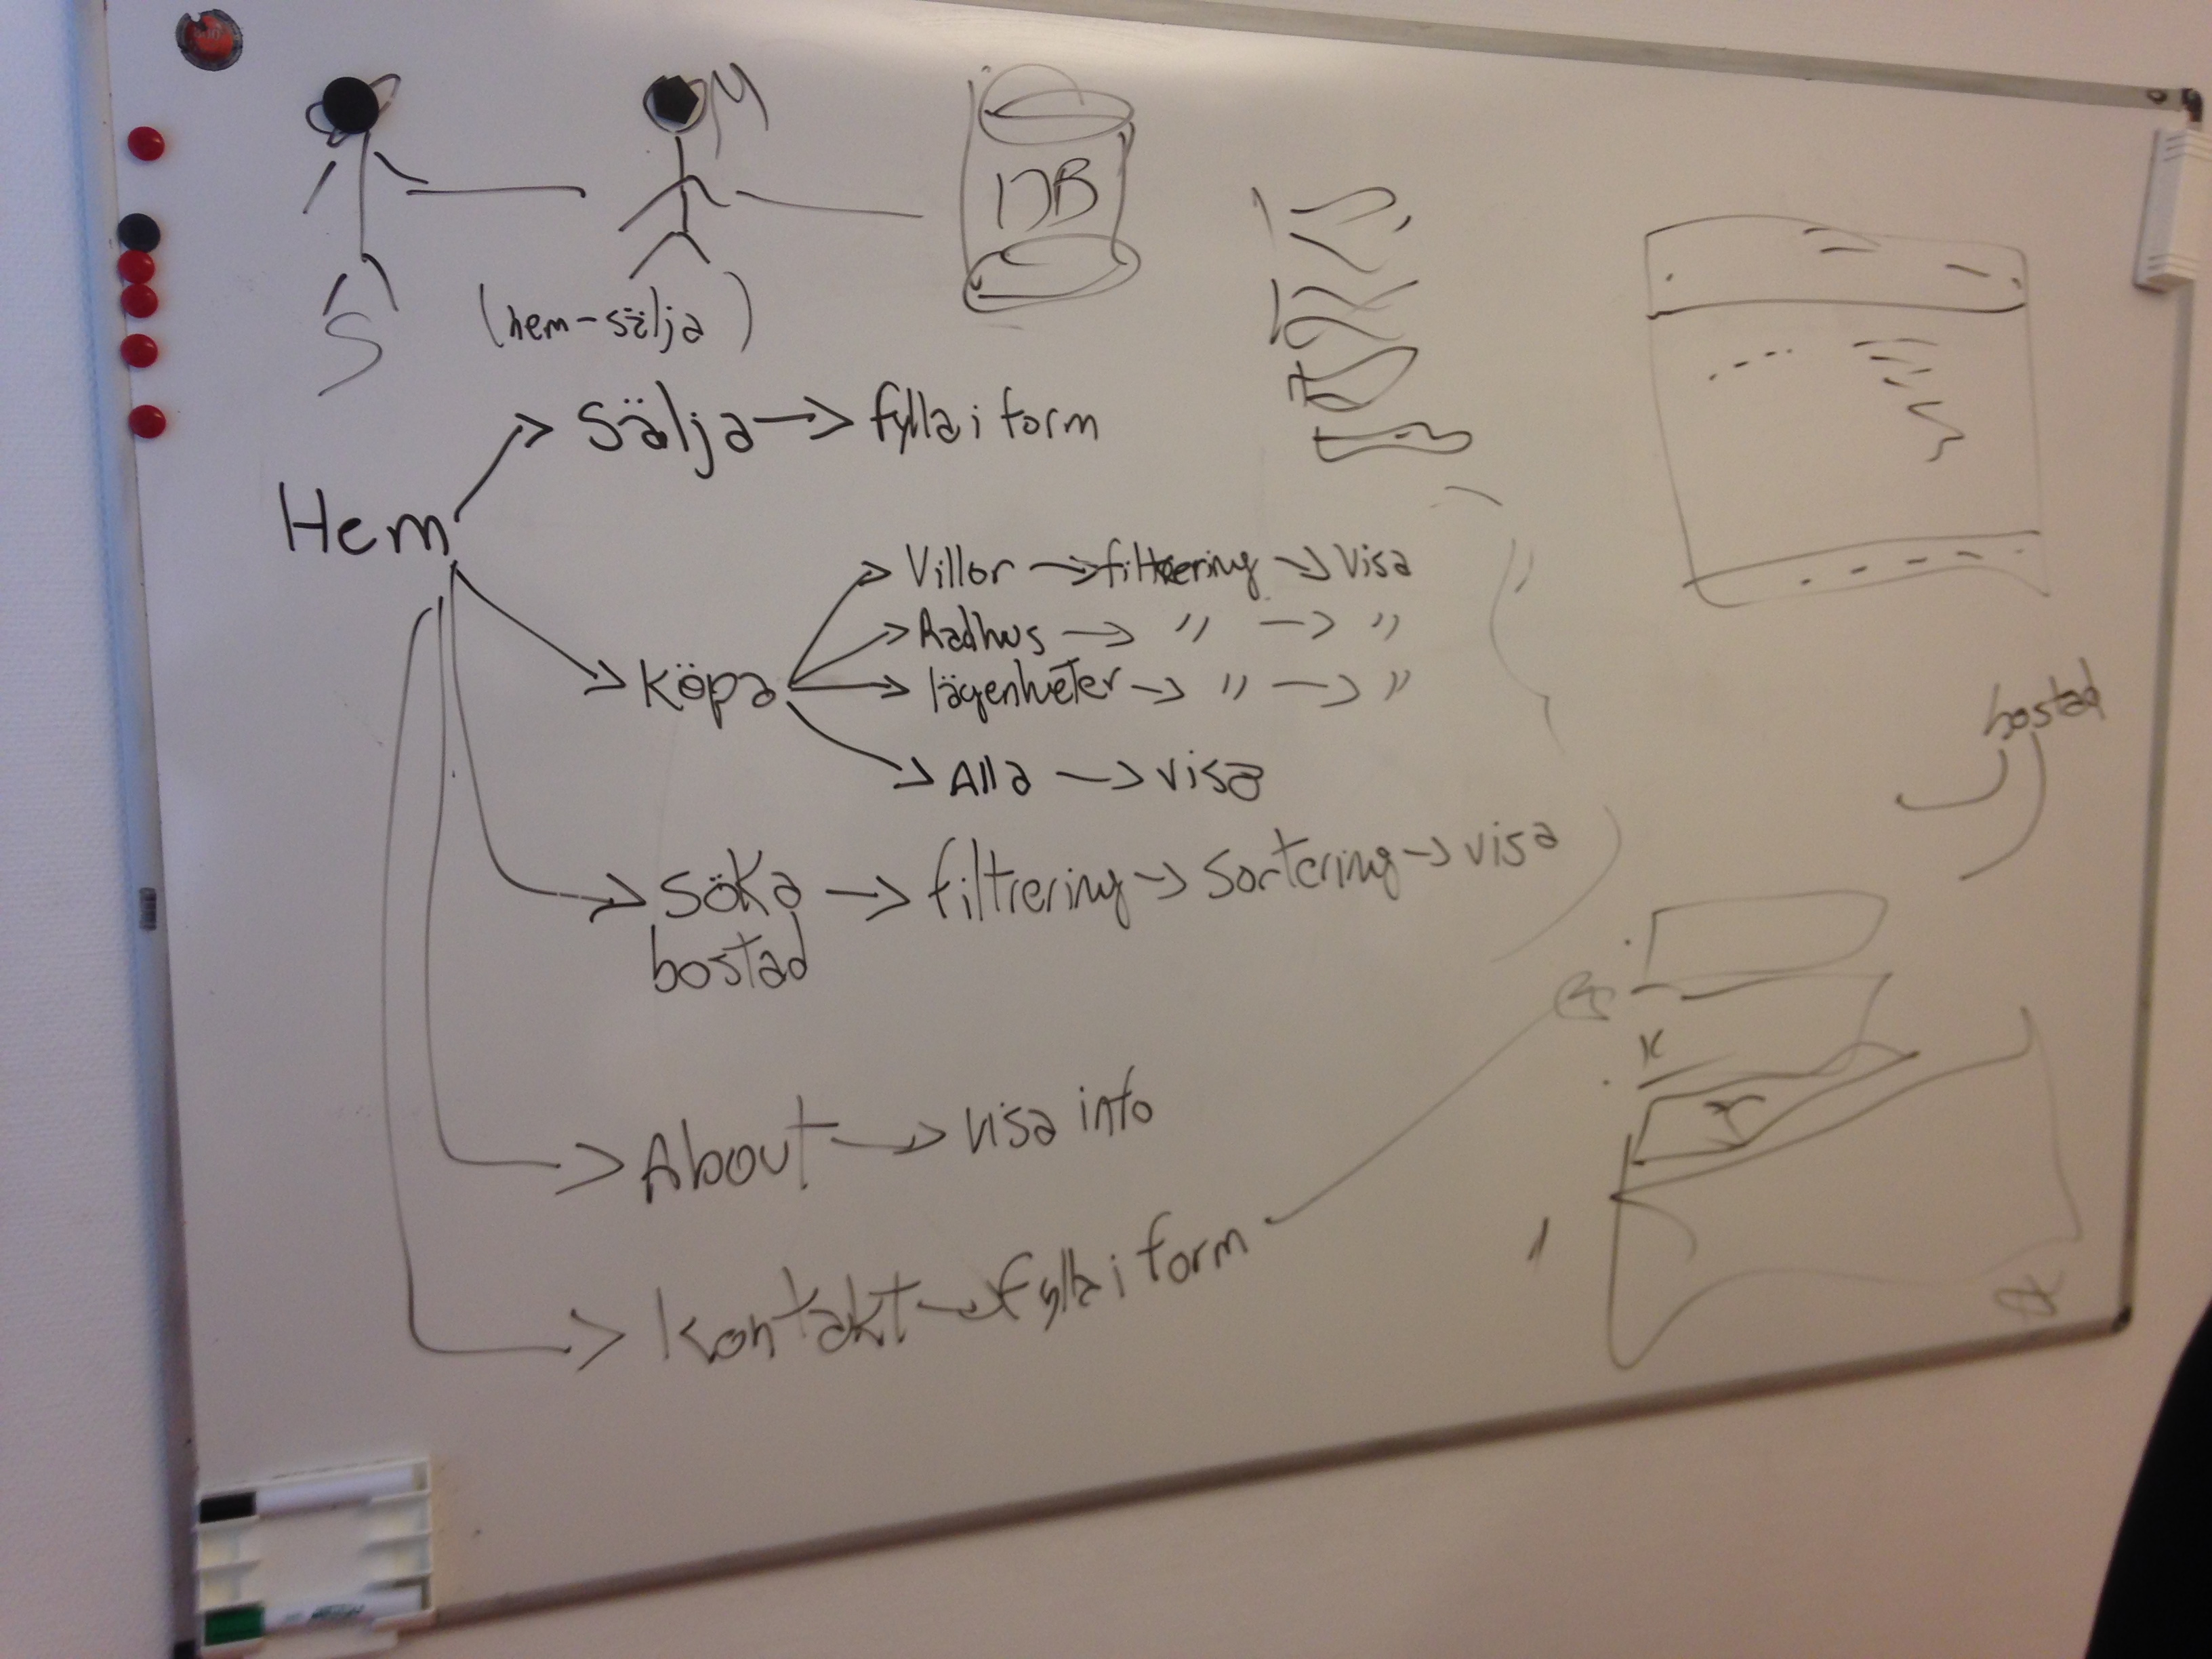 M
DB
S
(hem-sälja)
Sälja → fylla i form
Hem
Villor → filtrering → Visa
Radhus → " → "
Köpa
lägenheter → " → "
bostad
Alla → visa
söka → filtrering → Sortering → visa
bostad
K
About → visa info
Kontakt → fylla i form